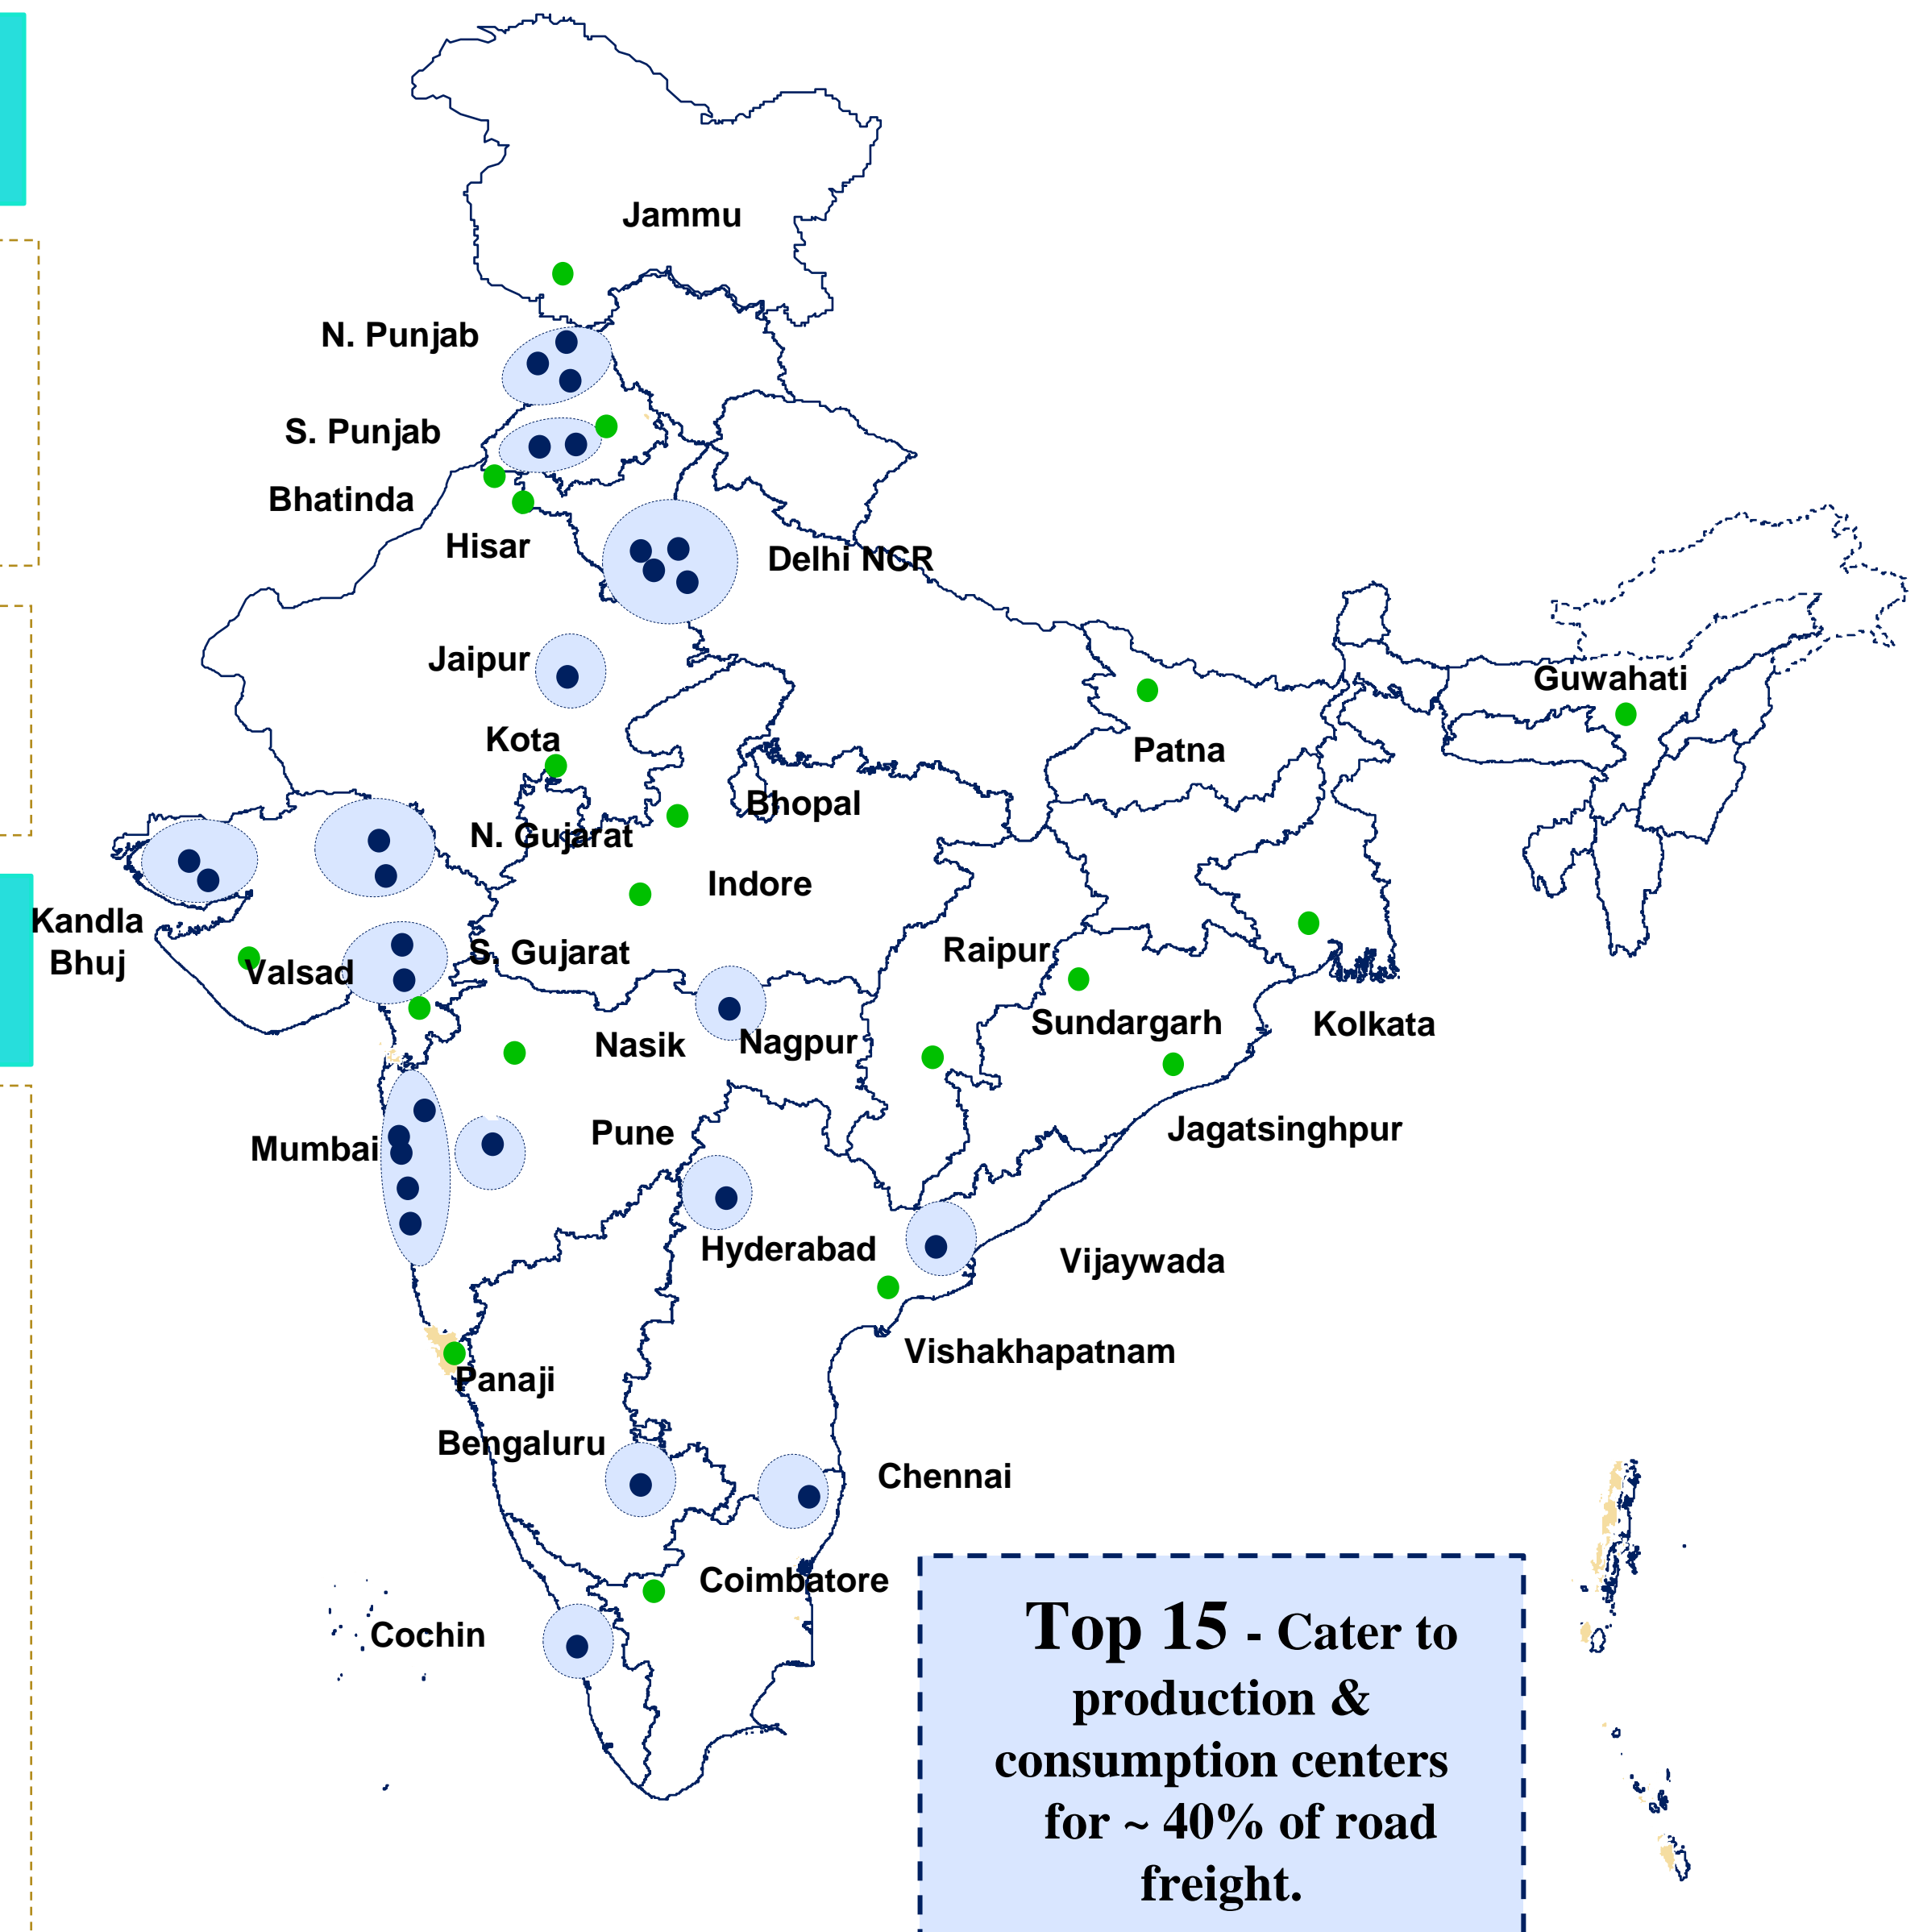 Jammu
N. Punjab
S. Punjab
Bhatinda
Hisar
Delhi NCR
Jaipur
Guwahati
Kota
Patna
Bhopal
N. Gujarat
Indore
Kandla
Bhuj
Valsad
S. Gujarat
Raipur
Sundargarh
Kolkata
Nasik
Nagpur
Pune
Mumbai
Jagatsinghpur
Hyderabad
Vijaywada
Vishakhapatnam
Panaji
Bengaluru
Chennai
Coimbatore
Cochin
Top 15 - Cater to
production &
consumption centers
for ~ 40% of road
freight.